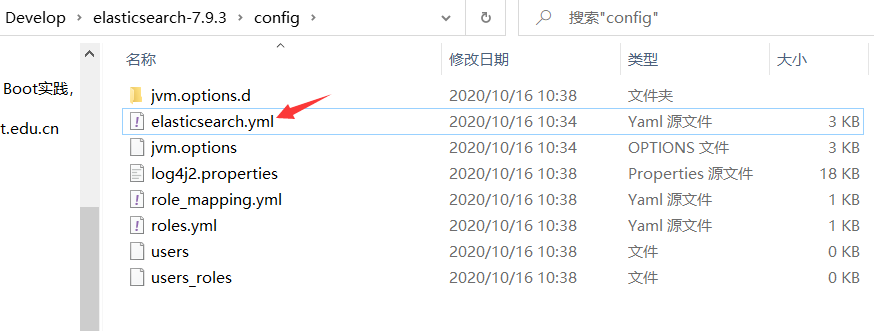 Develop › elasticsearch-7.9.3 › config › 搜索"config"
名称 修改日期 类型 大小
Boot实践,
t.edu.cn
jvm.options.d 2020/10/16 10:38 文件夹
elasticsearch.yml 2020/10/16 10:34 Yaml 源文件 3 KB
jvm.options 2020/10/16 10:34 OPTIONS 文件 3 KB
log4j2.properties 2020/10/16 10:38 Properties 源文件 18 KB
role_mapping.yml 2020/10/16 10:38 Yaml 源文件 1 KB
roles.yml 2020/10/16 10:38 Yaml 源文件 1 KB
users 2020/10/16 10:38 文件 0 KB
users_roles 2020/10/16 10:38 文件 0 KB